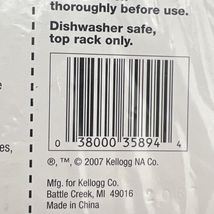 thoroughly before use.
Dishwasher safe,
top rack only.
0 38000 35894 4
®, ™, © 2007 Kellogg NA Co.
es,
Mfg. for Kellogg Co.
Battle Creek, MI 49016
Made in China